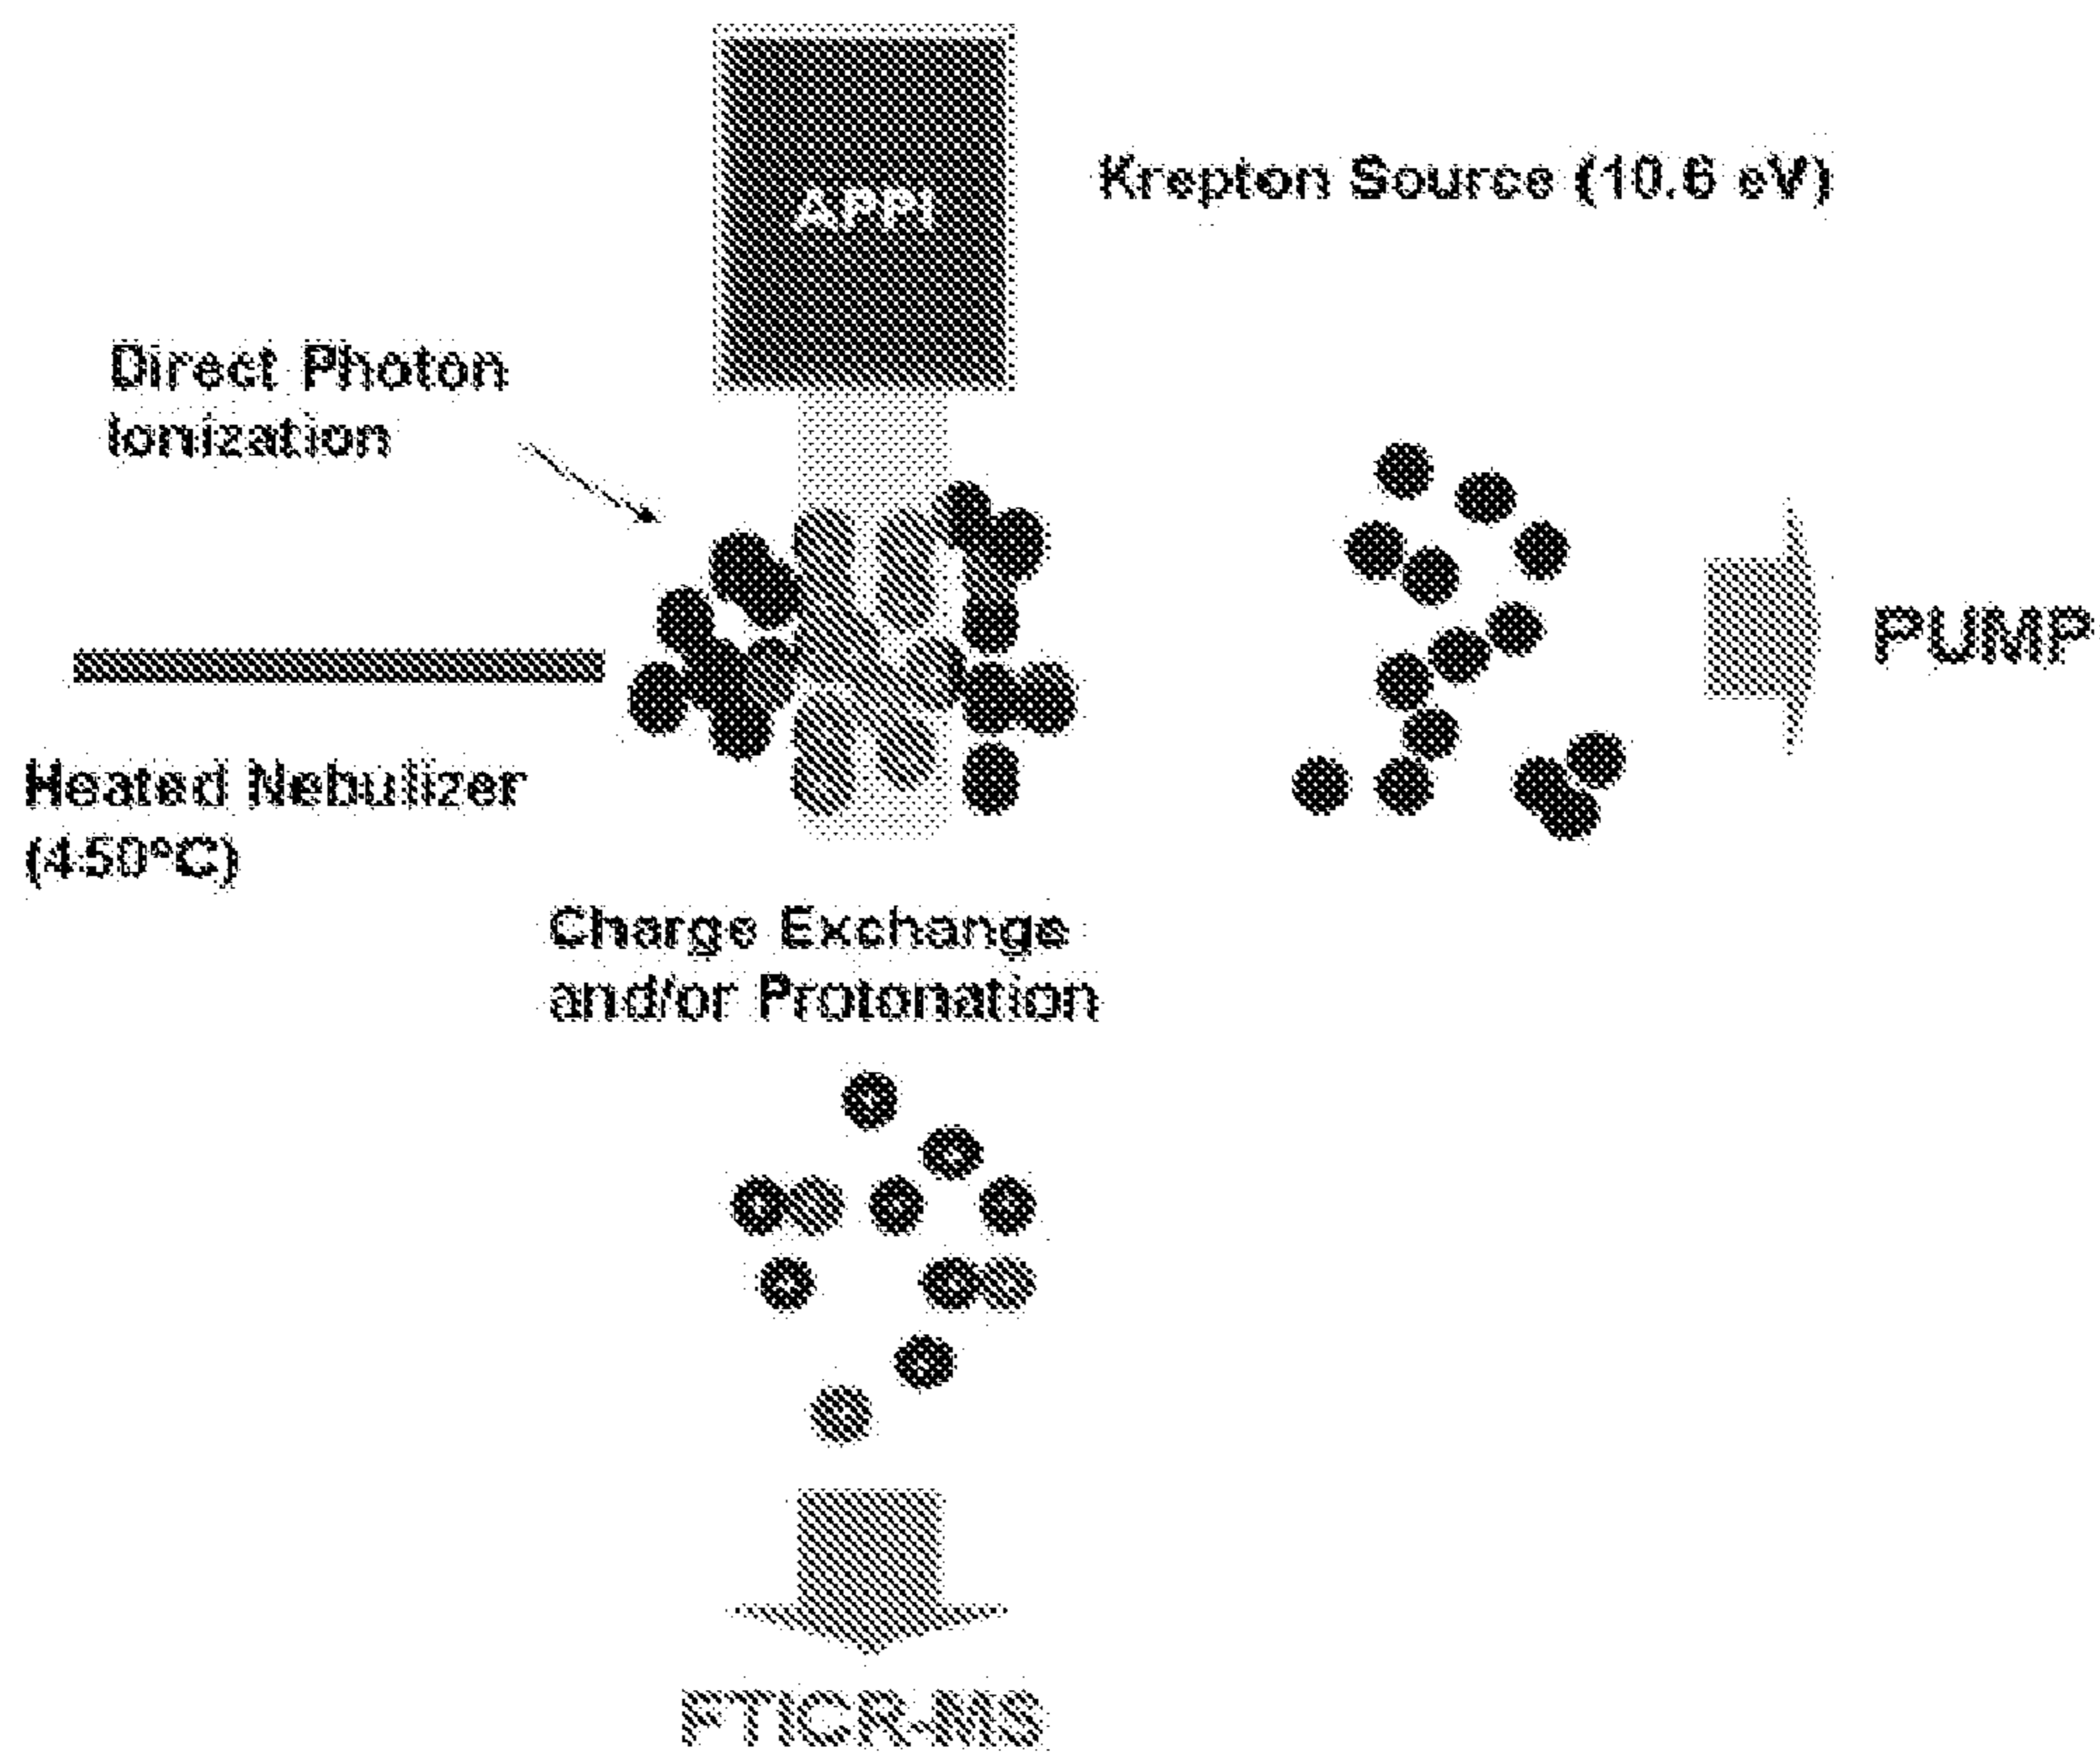 APPI
Krepton Source (10.6 eV)
Direct Photon
Ionization
PUMP
Heated Nebulizer
(450°C)
Charge Exchange
and/or Protonation
FTICR-MS